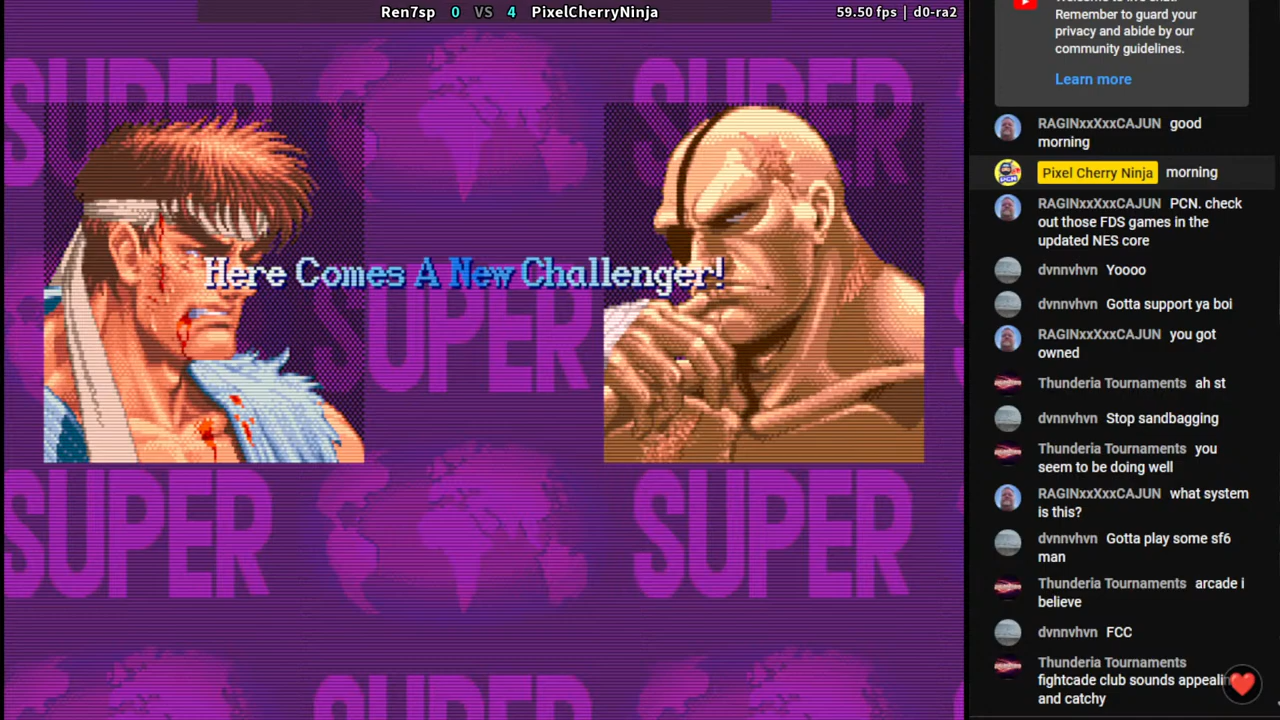 Ren7sp 0 VS 4 PixelCherryNinja
59.50 fps | d0-ra2
SUPER SUPER
Here Comes A New Challenger!
SUPER
SUPER SUPER
SUPER
Remember to guard your
privacy and abide by our
community guidelines.
Learn more
RAGINxxXxxCAJUN good
morning
Pixel Cherry Ninja morning
RAGINxxXxxCAJUN PCN. check
out those FDS games in the
updated NES core
dvnnvhvn Yoooo
dvnnvhvn Gotta support ya boi
RAGINxxXxxCAJUN you got
owned
Thunderia Tournaments ah st
dvnnvhvn Stop sandbagging
Thunderia Tournaments you
seem to be doing well
RAGINxxXxxCAJUN what system
is this?
dvnnvhvn Gotta play some sf6
man
Thunderia Tournaments arcade i
believe
dvnnvhvn FCC
Thunderia Tournaments
fightcade club sounds appealin
and catchy